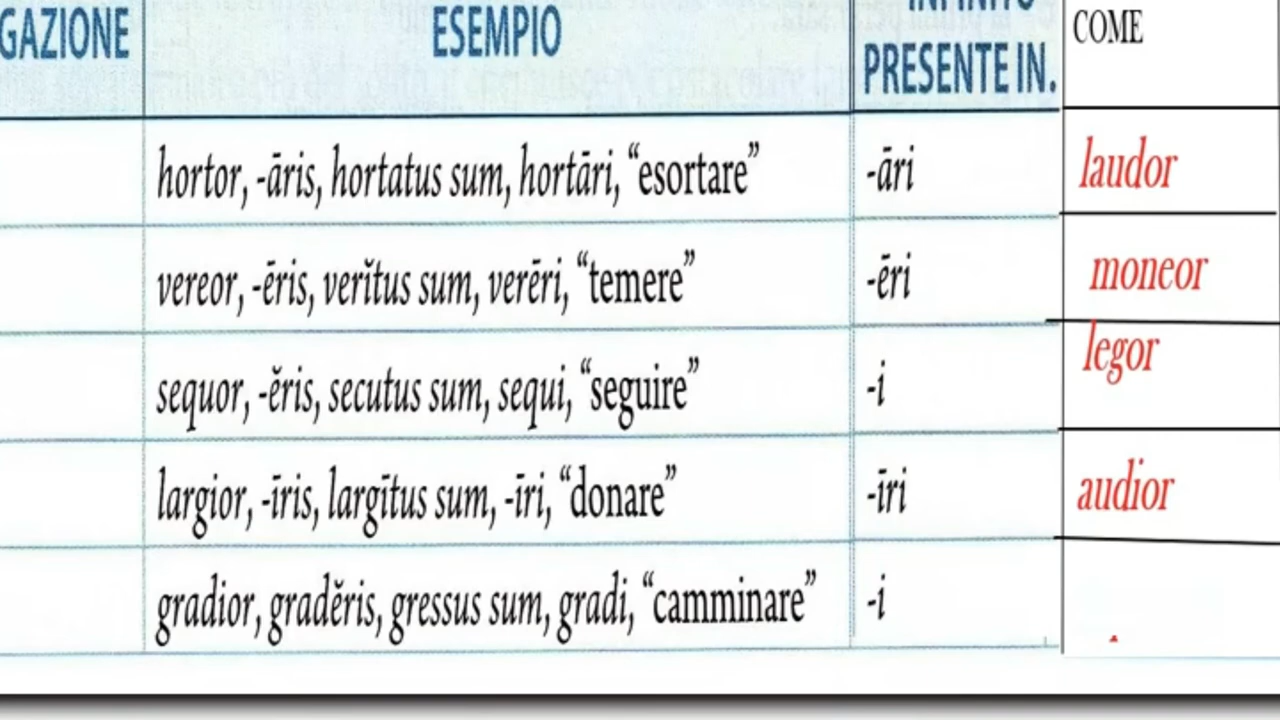 GAZIONE ESEMPIO INFINITO PRESENTE IN. COME
hortor, -āris, hortatus sum, hortāri, “esortare” -āri laudor
vereor, -ēris, verĭtus sum, verēri, “temere” -ēri moneor
sequor, -ĕris, secutus sum, sequi, “seguire” -i legor
largior, -īris, largītus sum, -īri, “donare” -īri audior
gradior, gradĕris, gressus sum, gradi, “camminare” -i